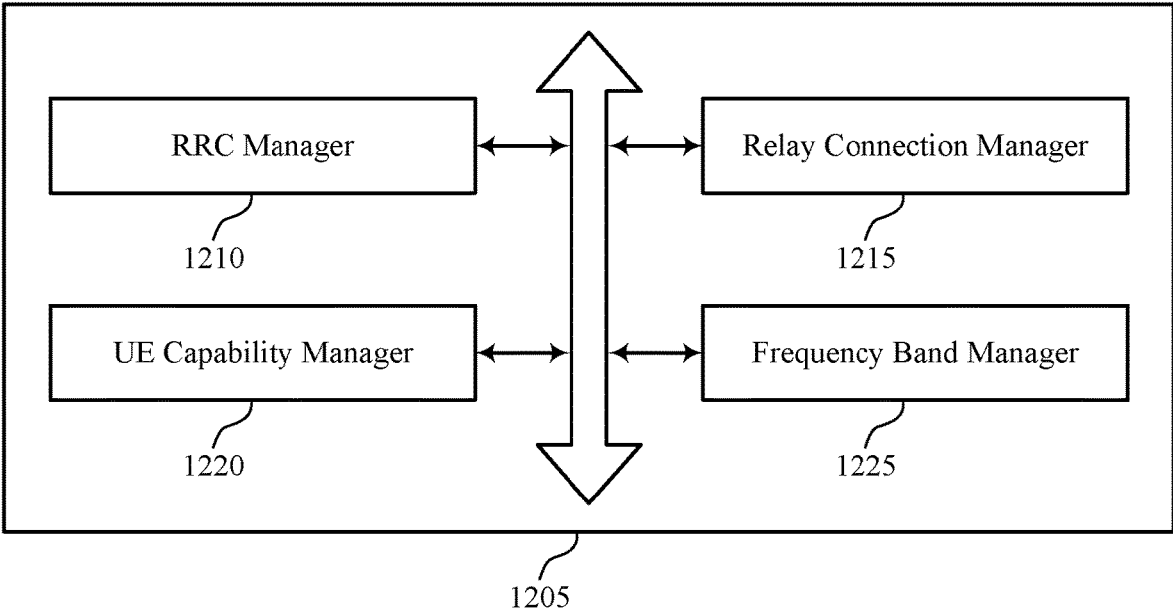 RRC Manager
Relay Connection Manager
1210
1215
UE Capability Manager
Frequency Band Manager
1220
1225
1205